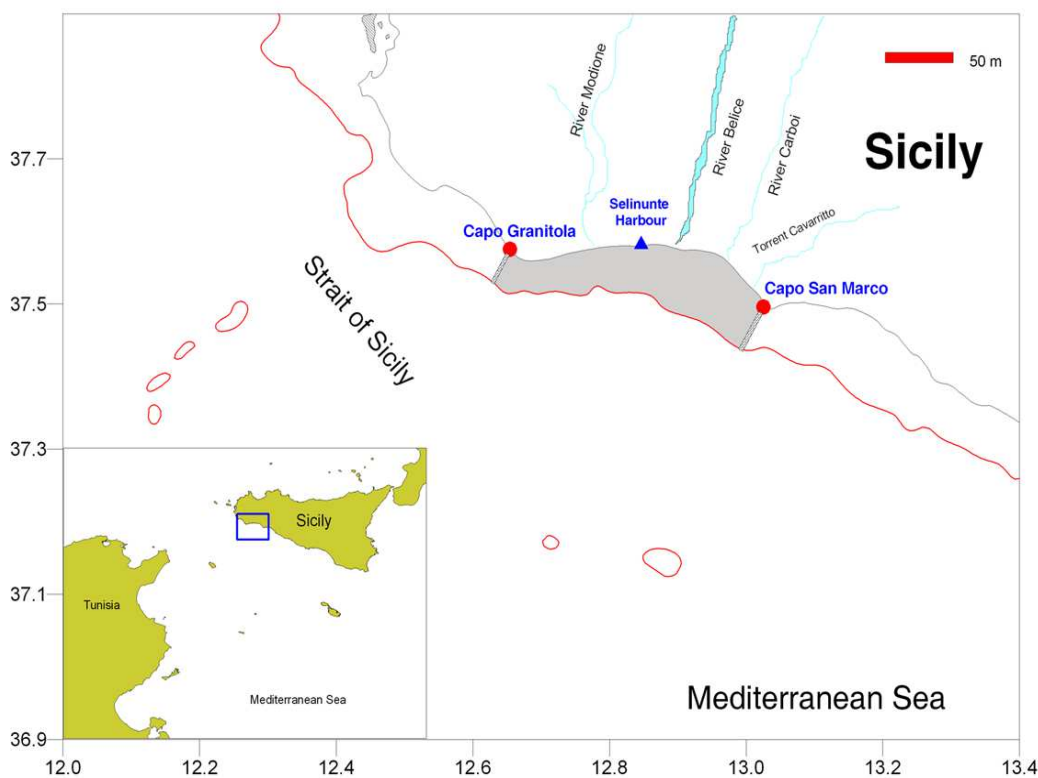 50 m
River Modione
River Belice
River Carboi
Sicily
37.7
Selinunte
Harbour
Capo Granitola
Torrent Cavarritto
Capo San Marco
Strait of Sicily
37.5
37.3
Sicily
37.1
Tunisia
Mediterranean Sea
Mediterranean Sea
36.9
12.0
12.2
12.4
12.6
12.8
13.0
13.2
13.4